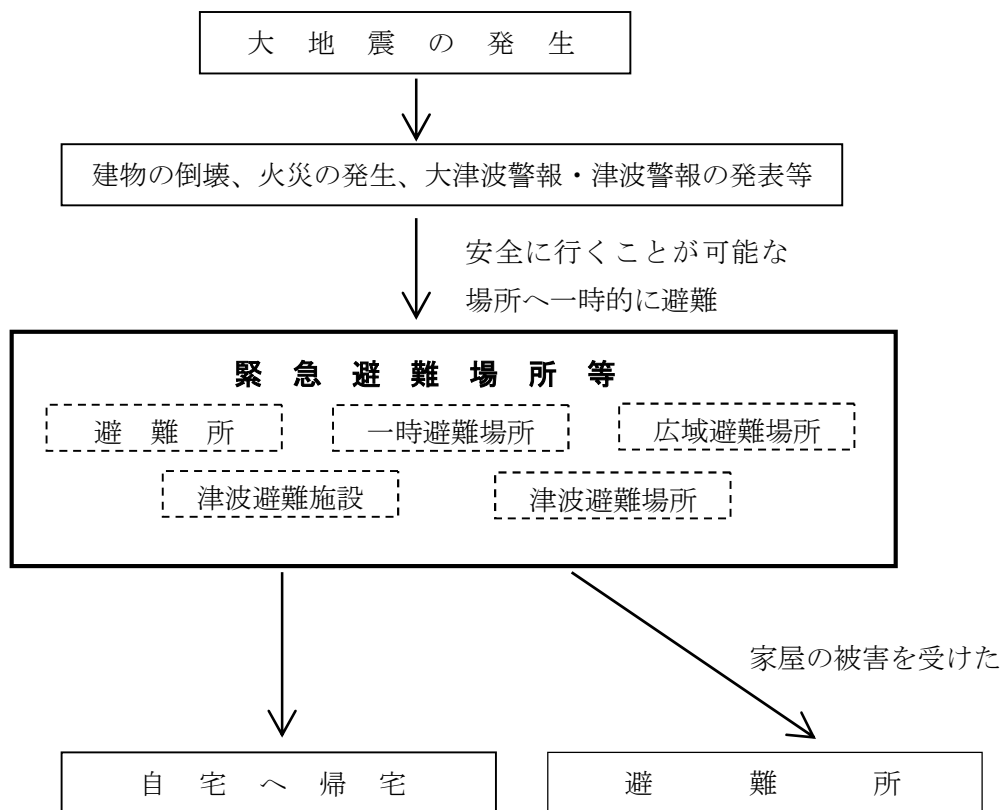 大地震の発生
建物の倒壊、火災の発生、大津波警報・津波警報の発表等
安全に行くことが可能な
場所へ一時的に避難
緊急避難場所等
避難所
一時避難場所
広域避難場所
津波避難施設
津波避難場所
家屋の被害を受けた
自宅へ帰宅
避難所